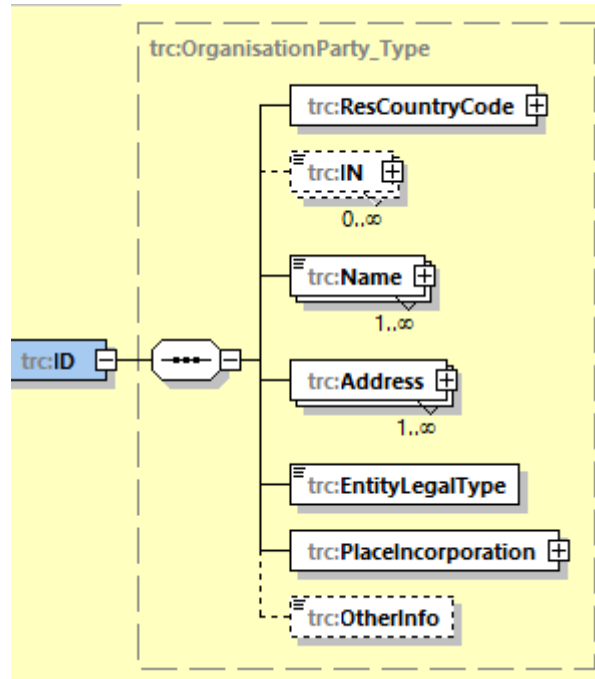 trc:OrganisationParty_Type
trc:ResCountryCode
trc:IN
0..∞
trc:Name
1..∞
trc:ID
trc:Address
1..∞
trc:EntityLegalType
trc:PlaceIncorporation
trc:OtherInfo